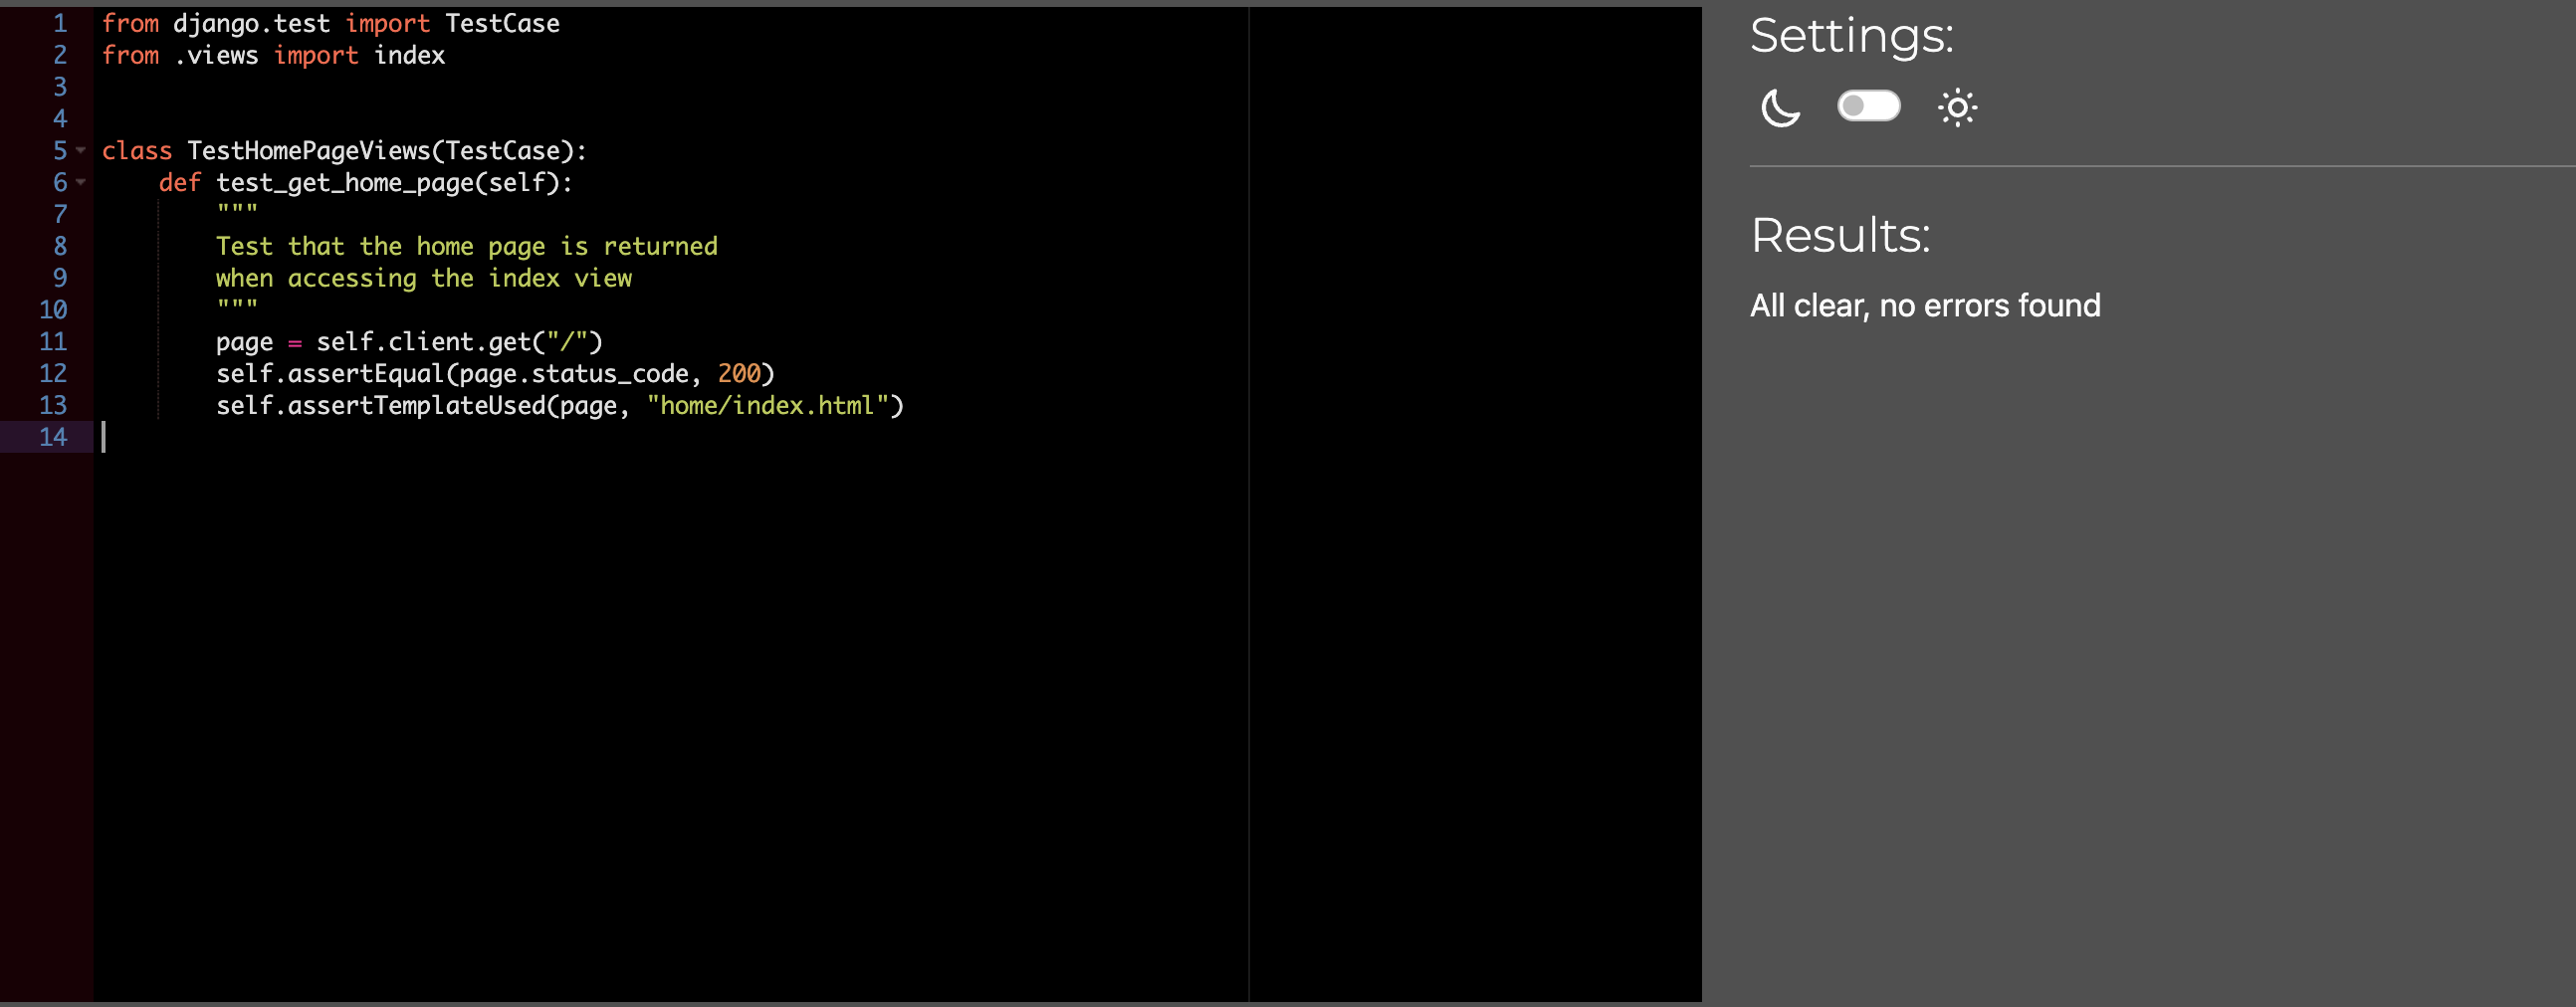 1 from django.test import TestCase
2 from .views import index
3
4
5 class TestHomePageViews(TestCase):
6     def test_get_home_page(self):
7         """
8         Test that the home page is returned
9         when accessing the index view
10         """
11         page = self.client.get("/")
12         self.assertEqual(page.status_code, 200)
13         self.assertTemplateUsed(page, "home/index.html")
14
Settings:
Results:
All clear, no errors found